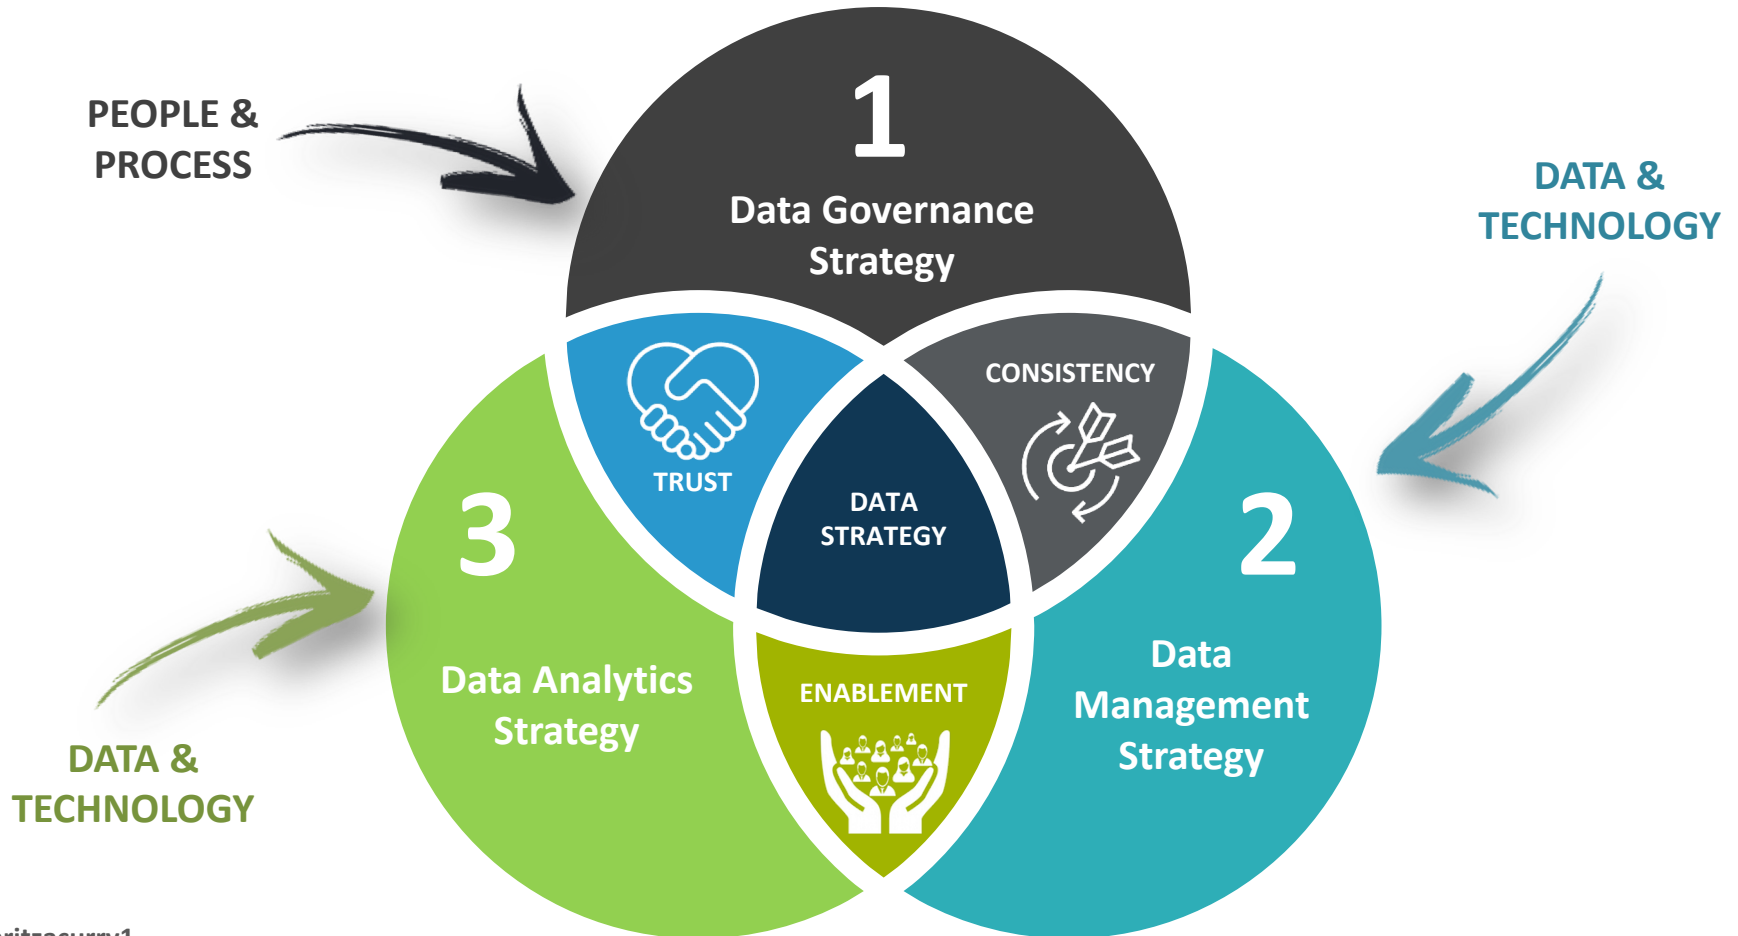 PEOPLE &
PROCESS
1
Data Governance
Strategy
DATA &
TECHNOLOGY
TRUST
CONSISTENCY
DATA
STRATEGY
3
Data Analytics
Strategy
2
Data
Management
Strategy
ENABLEMENT
DATA &
TECHNOLOGY